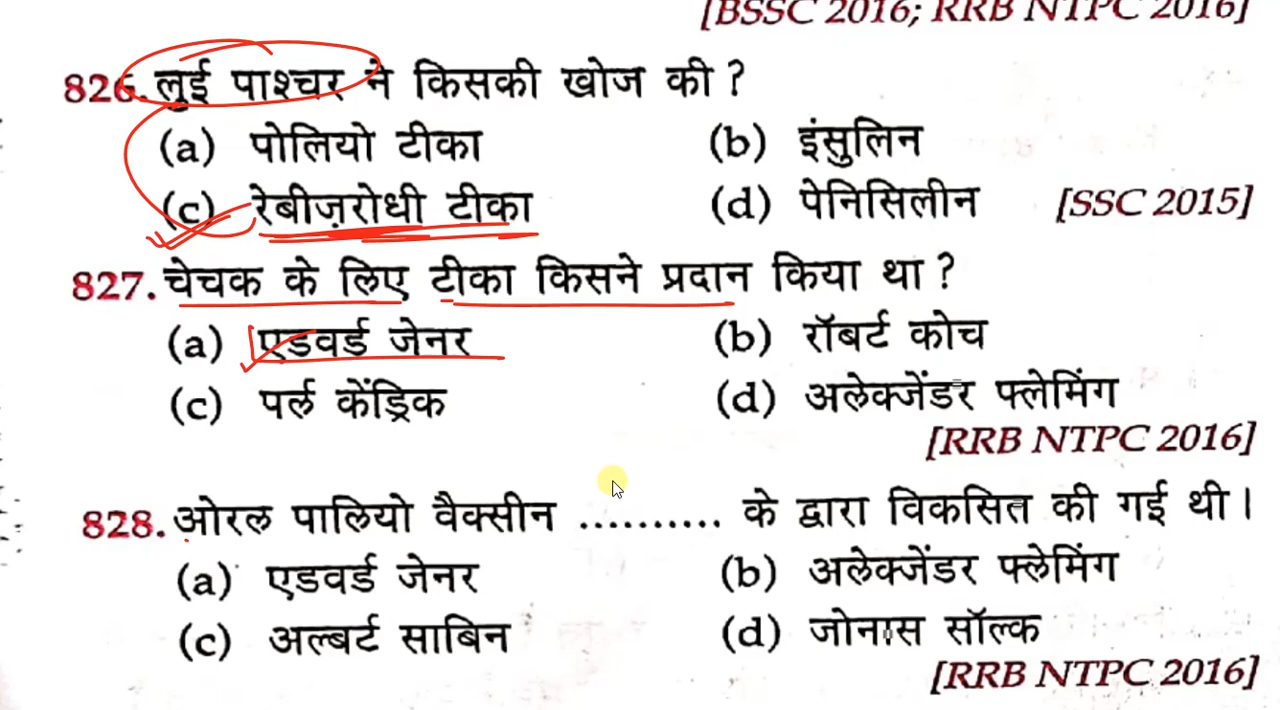 [BSSC 2016; RRB NTPC 2016]
826. लुई पाश्चर ने किसकी खोज की ?
(a) पोलियो टीका (b) इंसुलिन
(c) रेबीज़रोधी टीका (d) पेनिसिलीन [SSC 2015]
827. चेचक के लिए टीका किसने प्रदान किया था ?
(a) एडवर्ड जेनर (b) रॉबर्ट कोच
(c) पर्ल केंड्रिक (d) अलेक्जेंडर फ्लेमिंग
[RRB NTPC 2016]
828. ओरल पालियो वैक्सीन .......... के द्वारा विकसित की गई थी ।
(a) एडवर्ड जेनर (b) अलेक्जेंडर फ्लेमिंग
(c) अल्बर्ट साबिन (d) जोनास सॉल्क
[RRB NTPC 2016]